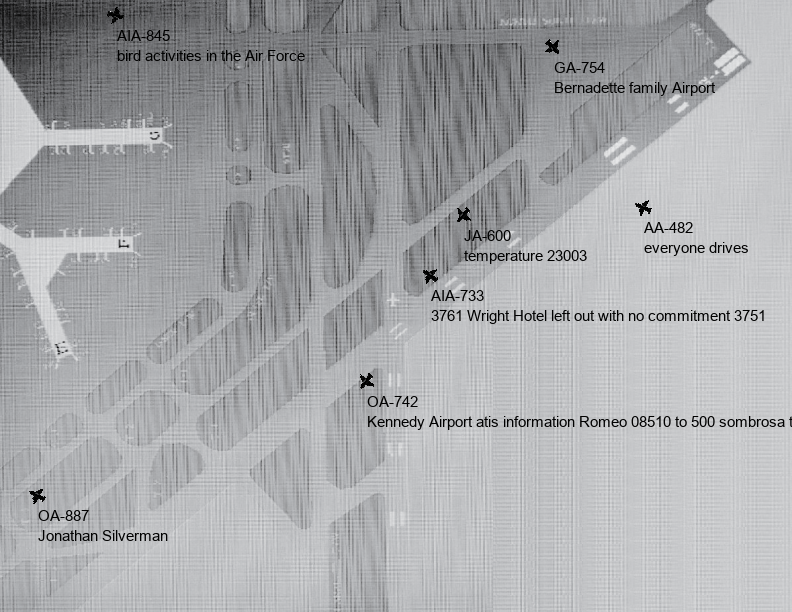 AIA-845
bird activities in the Air Force
GA-754
Bernadette family Airport
AA-482
everyone drives
JA-600
temperature 23003
AIA-733
3761 Wright Hotel left out with no commitment 3751
OA-742
Kennedy Airport atis information Romeo 08510 to 500 sombrosa t
OA-887
Jonathan Silverman